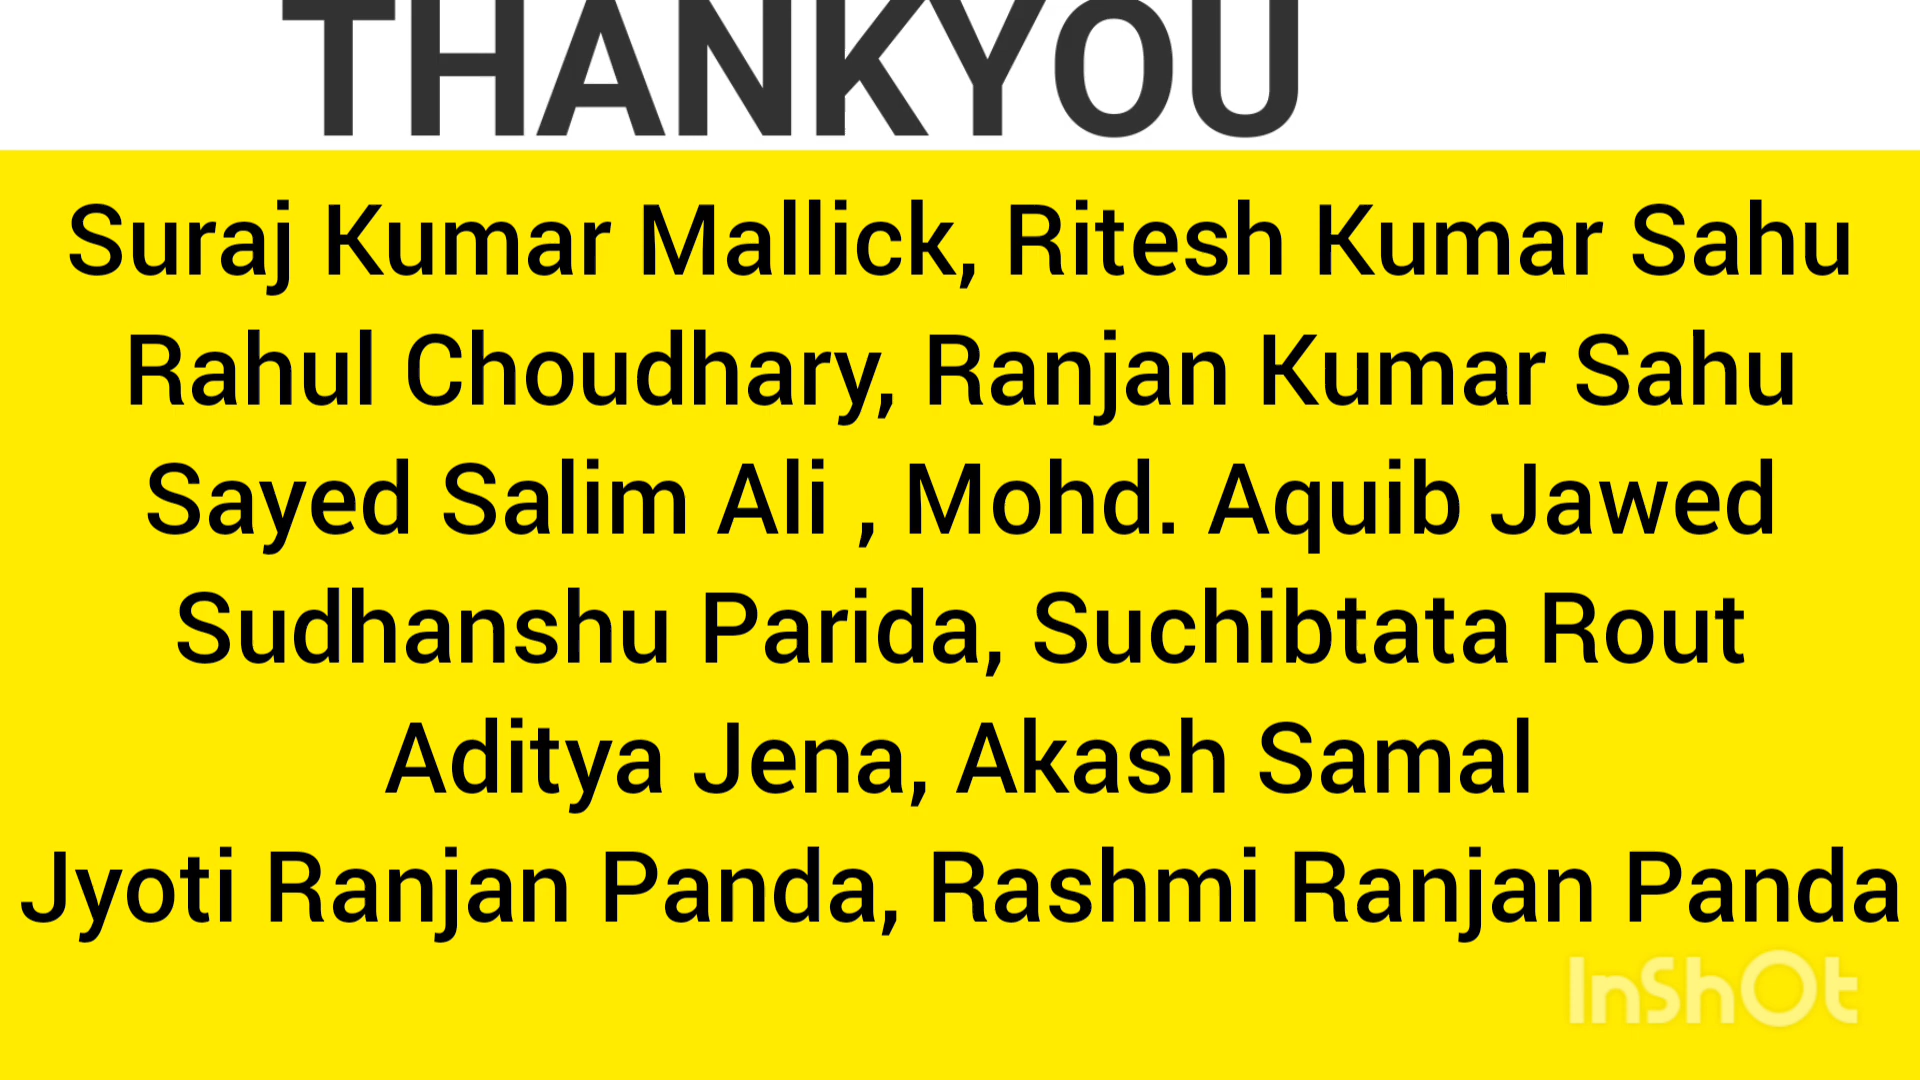 THANKYOU
Suraj Kumar Mallick, Ritesh Kumar Sahu
Rahul Choudhary, Ranjan Kumar Sahu
Sayed Salim Ali , Mohd. Aquib Jawed
Sudhanshu Parida, Suchibtata Rout
Aditya Jena, Akash Samal
Jyoti Ranjan Panda, Rashmi Ranjan Panda
InShOt